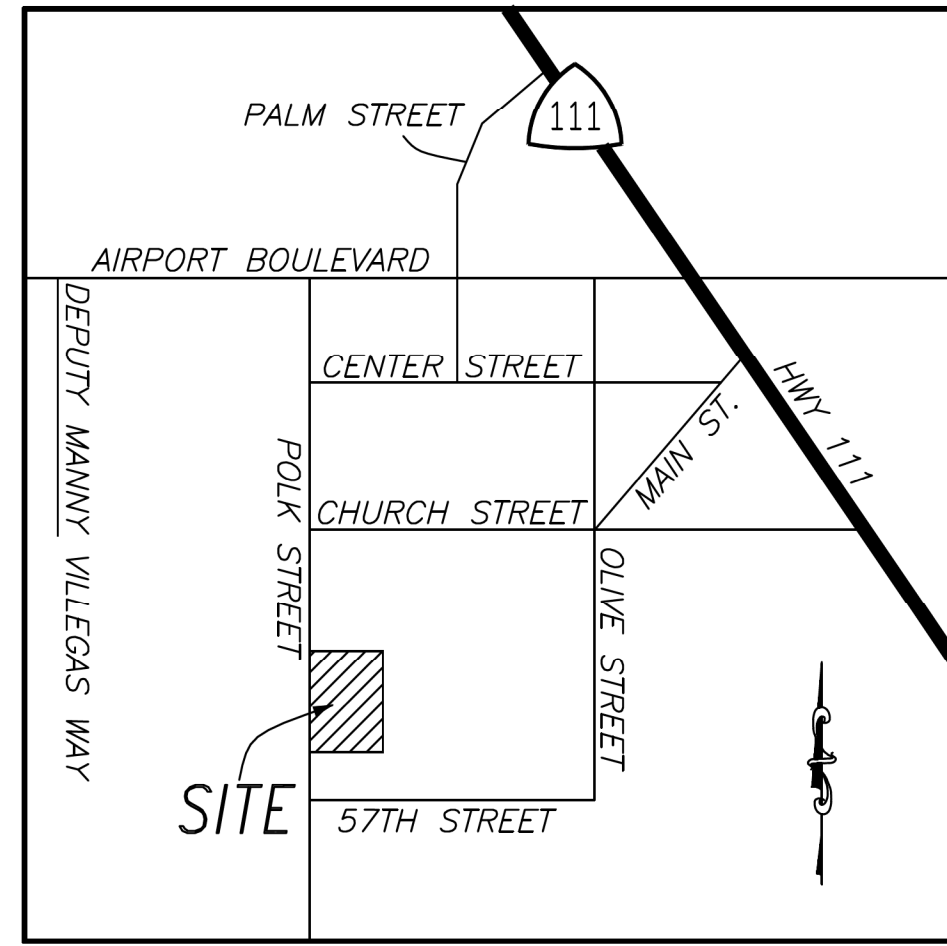 PALM STREET
111
AIRPORT BOULEVARD
DEPUTY MANNY VILLEGAS WAY
CENTER STREET
HWY 111
MAIN ST.
POLK STREET
CHURCH STREET
OLIVE STREET
SITE
57TH STREET